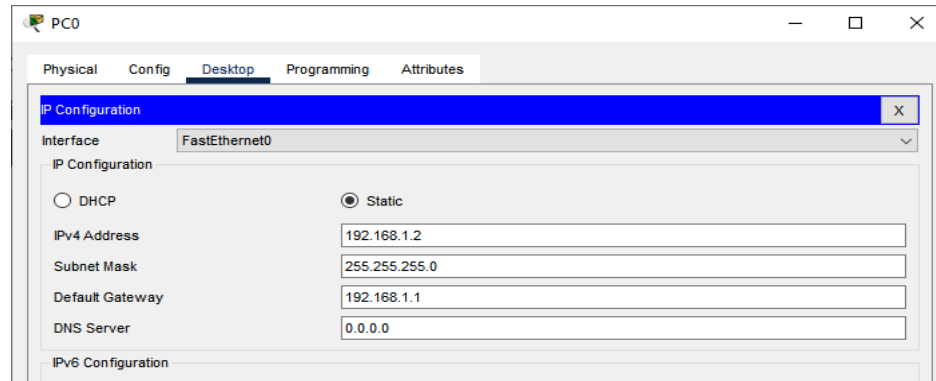 PC0
Physical Config Desktop Programming Attributes
IP Configuration X
Interface FastEthernet0
IP Configuration
DHCP Static
IPv4 Address 192.168.1.2
Subnet Mask 255.255.255.0
Default Gateway 192.168.1.1
DNS Server 0.0.0.0
IPv6 Configuration